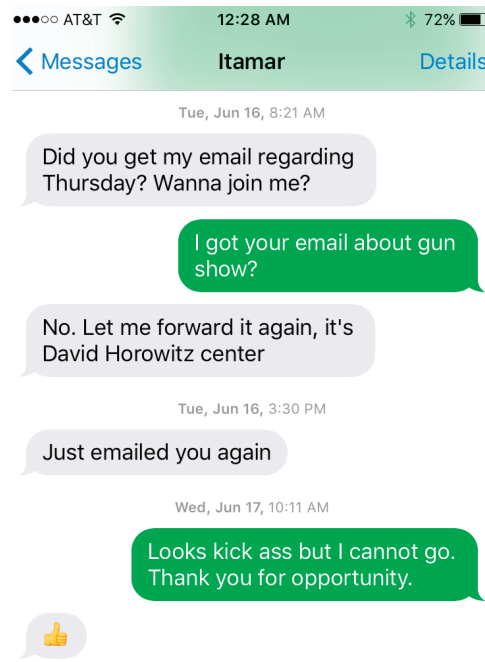 AT&T 12:28 AM 72%
Messages Itamar Details
Tue, Jun 16, 8:21 AM
Did you get my email regarding
Thursday? Wanna join me?
I got your email about gun
show?
No. Let me forward it again, it's
David Horowitz center
Tue, Jun 16, 3:30 PM
Just emailed you again
Wed, Jun 17, 10:11 AM
Looks kick ass but I cannot go.
Thank you for opportunity.
👍